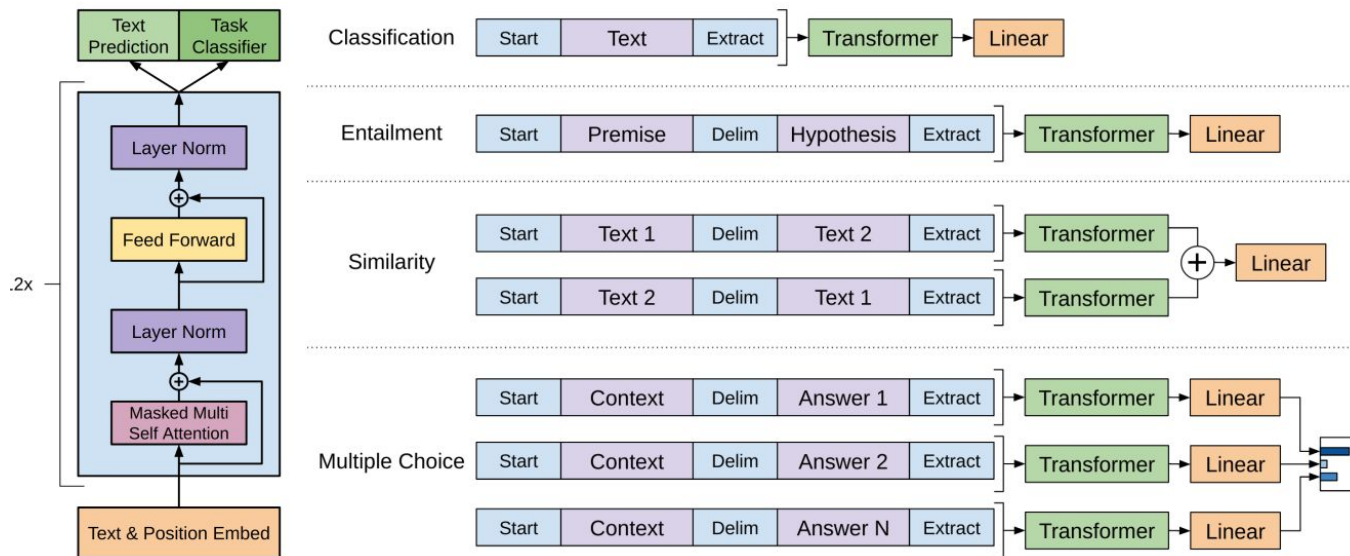 Text
Prediction
Task
Classifier
.2x
Layer Norm
Feed Forward
Layer Norm
Masked Multi
Self Attention
Text & Position Embed
Classification
Start Text Extract Transformer Linear
Entailment
Start Premise Delim Hypothesis Extract Transformer Linear
Similarity
Start Text 1 Delim Text 2 Extract Transformer
Linear
Start Text 2 Delim Text 1 Extract Transformer
Multiple Choice
Start Context Delim Answer 1 Extract Transformer Linear
Start Context Delim Answer 2 Extract Transformer Linear
Start Context Delim Answer N Extract Transformer Linear